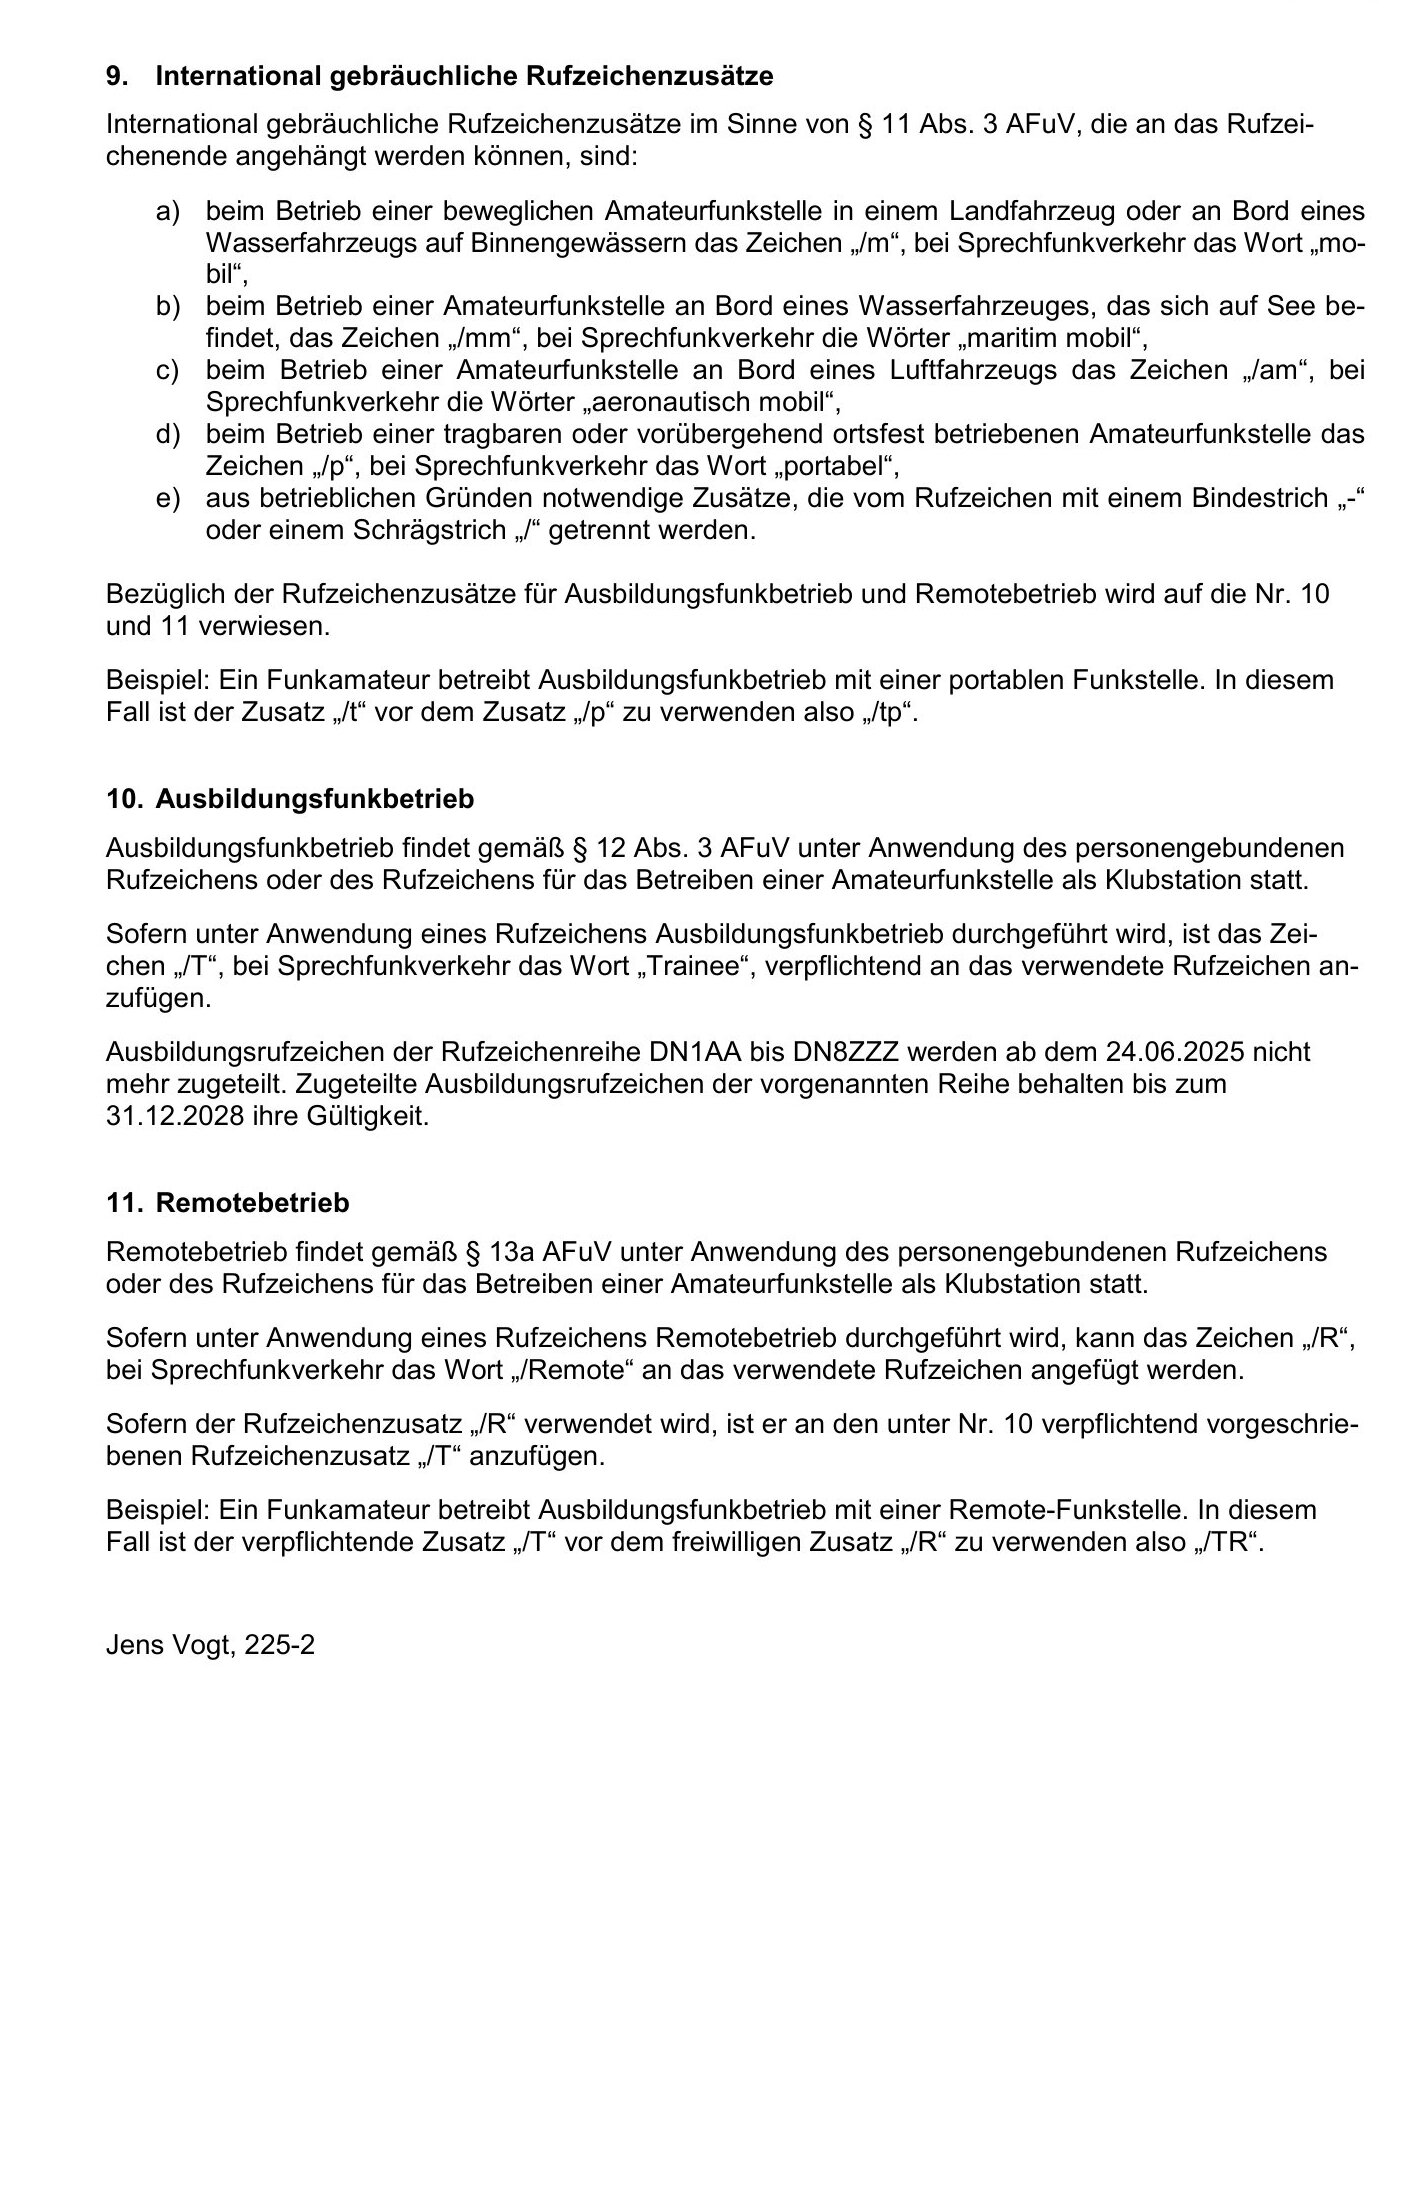 9. International gebräuchliche Rufzeichenzusätze
International gebräuchliche Rufzeichenzusätze im Sinne von § 11 Abs. 3 AFuV, die an das Rufzei-
chenende angehängt werden können, sind:
a) beim Betrieb einer beweglichen Amateurfunkstelle in einem Landfahrzeug oder an Bord eines
Wasserfahrzeugs auf Binnengewässern das Zeichen „/m“, bei Sprechfunkverkehr das Wort „mo-
bil“,
b) beim Betrieb einer Amateurfunkstelle an Bord eines Wasserfahrzeuges, das sich auf See be-
findet, das Zeichen „/mm“, bei Sprechfunkverkehr die Wörter „maritim mobil“,
c) beim Betrieb einer Amateurfunkstelle an Bord eines Luftfahrzeugs das Zeichen „/am“, bei
Sprechfunkverkehr die Wörter „aeronautisch mobil“,
d) beim Betrieb einer tragbaren oder vorübergehend ortsfest betriebenen Amateurfunkstelle das
Zeichen „/p“, bei Sprechfunkverkehr das Wort „portabel“,
e) aus betrieblichen Gründen notwendige Zusätze, die vom Rufzeichen mit einem Bindestrich „-“
oder einem Schrägstrich „/“ getrennt werden.
Bezüglich der Rufzeichenzusätze für Ausbildungsfunkbetrieb und Remotebetrieb wird auf die Nr. 10
und 11 verwiesen.
Beispiel: Ein Funkamateur betreibt Ausbildungsfunkbetrieb mit einer portablen Funkstelle. In diesem
Fall ist der Zusatz „/t“ vor dem Zusatz „/p“ zu verwenden also „/tp“.
10. Ausbildungsfunkbetrieb
Ausbildungsfunkbetrieb findet gemäß § 12 Abs. 3 AFuV unter Anwendung des personengebundenen
Rufzeichens oder des Rufzeichens für das Betreiben einer Amateurfunkstelle als Klubstation statt.
Sofern unter Anwendung eines Rufzeichens Ausbildungsfunkbetrieb durchgeführt wird, ist das Zei-
chen „/T“, bei Sprechfunkverkehr das Wort „Trainee“, verpflichtend an das verwendete Rufzeichen an-
zufügen.
Ausbildungsrufzeichen der Rufzeichenreihe DN1AA bis DN8ZZZ werden ab dem 24.06.2025 nicht
mehr zugeteilt. Zugeteilte Ausbildungsrufzeichen der vorgenannten Reihe behalten bis zum
31.12.2028 ihre Gültigkeit.
11. Remotebetrieb
Remotebetrieb findet gemäß § 13a AFuV unter Anwendung des personengebundenen Rufzeichens
oder des Rufzeichens für das Betreiben einer Amateurfunkstelle als Klubstation statt.
Sofern unter Anwendung eines Rufzeichens Remotebetrieb durchgeführt wird, kann das Zeichen „/R“,
bei Sprechfunkverkehr das Wort „/Remote“ an das verwendete Rufzeichen angefügt werden.
Sofern der Rufzeichenzusatz „/R“ verwendet wird, ist er an den unter Nr. 10 verpflichtend vorgeschrie-
benen Rufzeichenzusatz „/T“ anzufügen.
Beispiel: Ein Funkamateur betreibt Ausbildungsfunkbetrieb mit einer Remote-Funkstelle. In diesem
Fall ist der verpflichtende Zusatz „/T“ vor dem freiwilligen Zusatz „/R“ zu verwenden also „/TR“.
Jens Vogt, 225-2